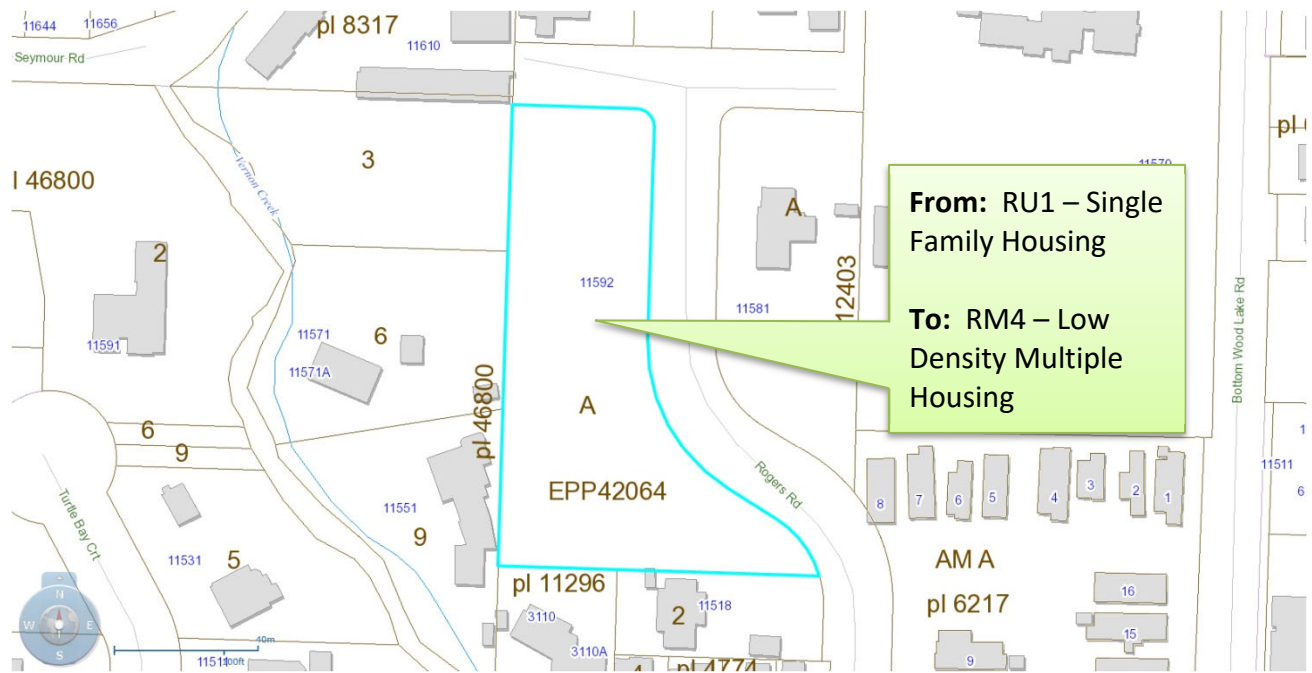 11644
11656
pl 8317
11610
Seymour Rd
Vernon Creek
3
l 46800
2
11591
11571
11571A
6
pl 46800
11592
A
EPP42064
A
12403
11581
From: RU1 – Single
Family Housing
To: RM4 – Low
Density Multiple
Housing
Bottom Wood Lake Rd
Rogers Rd
6
9
Turtle Bay Crt
11531
5
11551
9
8
7
6
5
4
3
2
1
11511
6
AM A
pl 6217
16
15
9
pl 11296
3110
3110A
2
11518
pl 4774
N
W
E
S
40m
100ft